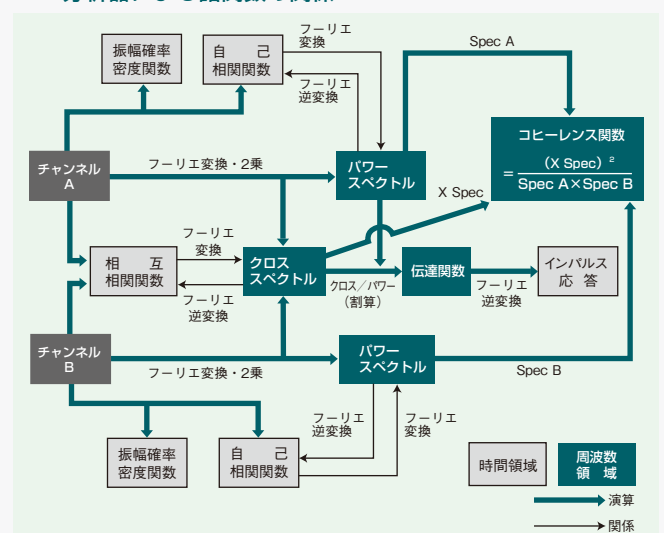 振幅確率
密度関数
自 己
相関関数
フーリエ
変換
フーリエ
逆変換
Spec A
コヒーレンス関数
= (X Spec)²
Spec A×Spec B
チャンネル
A
フーリエ変換・2乗
パワー
スペクトル
X Spec
相 互
相関関数
フーリエ
変換
フーリエ
逆変換
クロス
スペクトル
クロス/パワー
(割算)
伝達関数
フーリエ
逆変換
インパルス
応 答
チャンネル
B
フーリエ変換・2乗
パワー
スペクトル
Spec B
フーリエ
逆変換
フーリエ
変換
振幅確率
密度関数
自 己
相関関数
時間領域
周波数
領 域
演算
関係